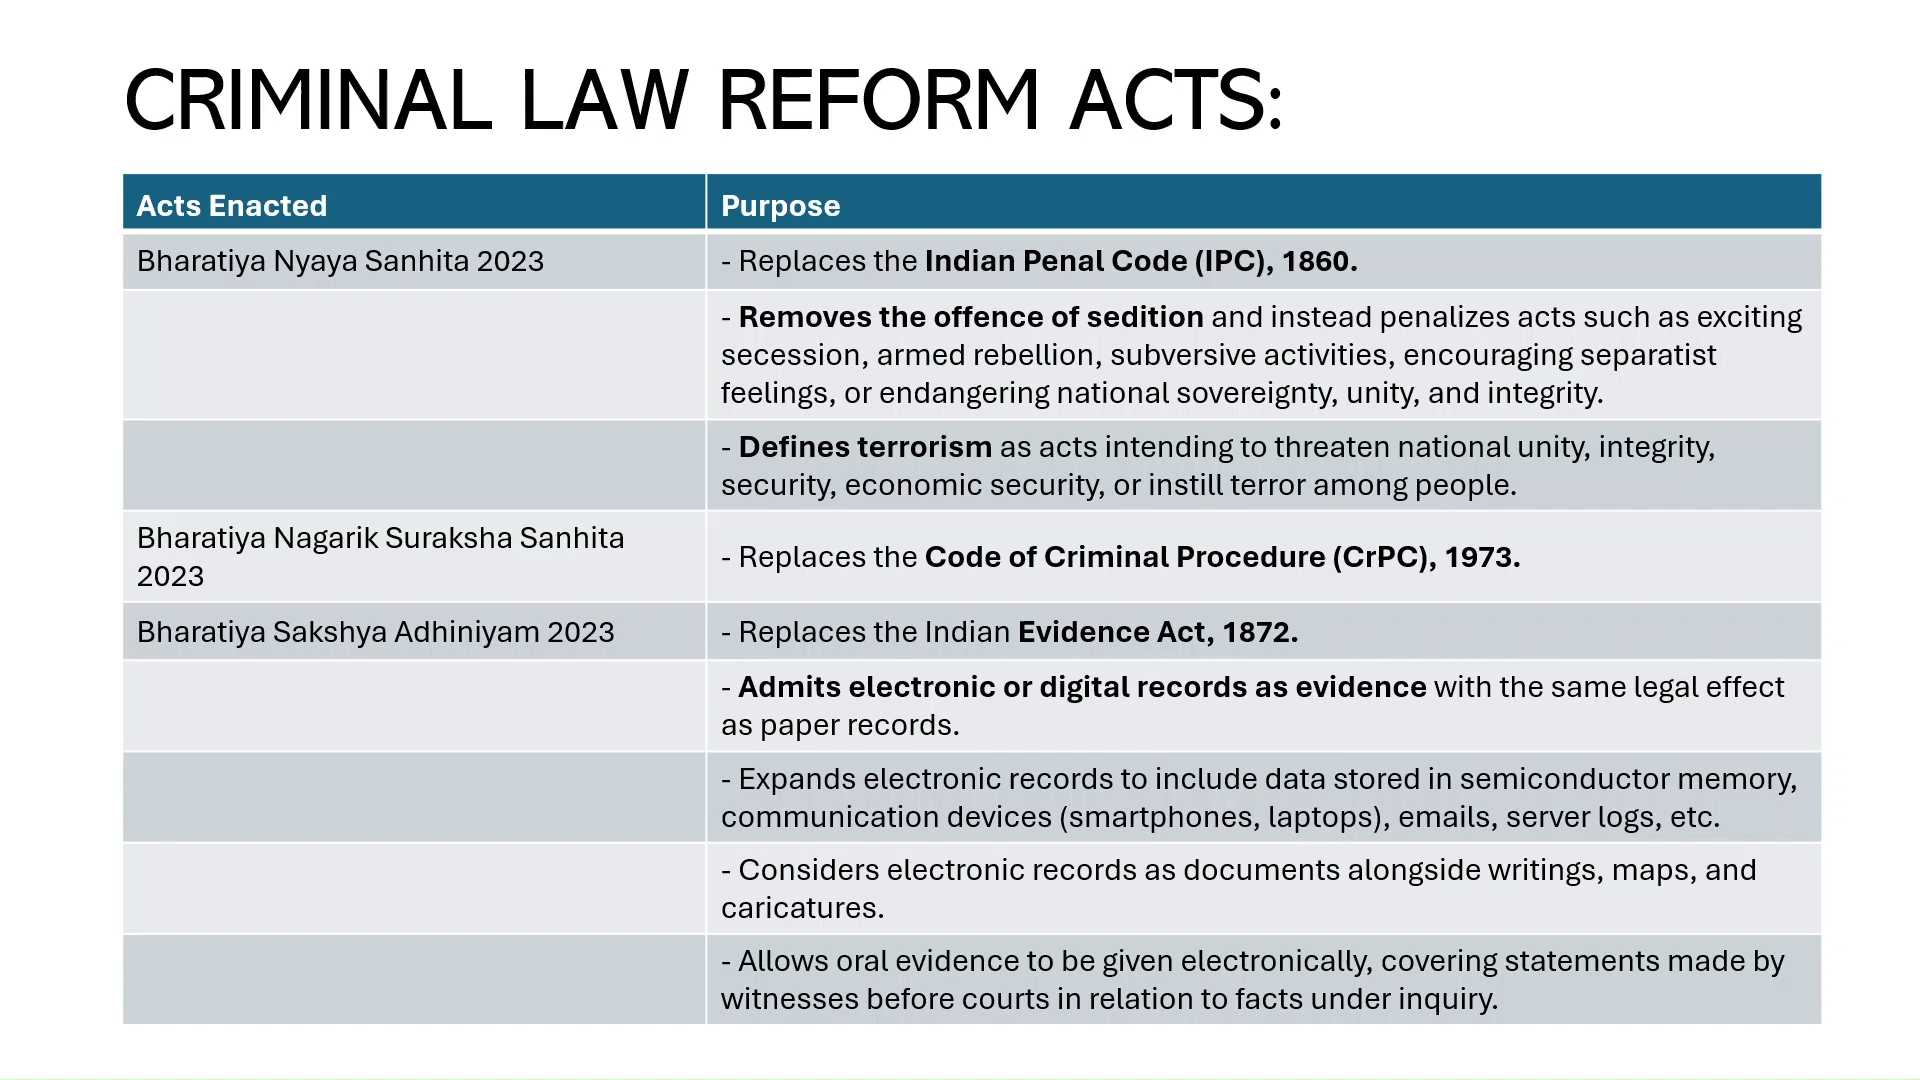 CRIMINAL LAW REFORM ACTS:
Acts Enacted
Purpose
Bharatiya Nyaya Sanhita 2023
- Replaces the Indian Penal Code (IPC), 1860.
- Removes the offence of sedition and instead penalizes acts such as exciting
secession, armed rebellion, subversive activities, encouraging separatist
feelings, or endangering national sovereignty, unity, and integrity.
- Defines terrorism as acts intending to threaten national unity, integrity,
security, economic security, or instill terror among people.
Bharatiya Nagarik Suraksha Sanhita
2023
- Replaces the Code of Criminal Procedure (CrPC), 1973.
Bharatiya Sakshya Adhiniyam 2023
- Replaces the Indian Evidence Act, 1872.
- Admits electronic or digital records as evidence with the same legal effect
as paper records.
- Expands electronic records to include data stored in semiconductor memory,
communication devices (smartphones, laptops), emails, server logs, etc.
- Considers electronic records as documents alongside writings, maps, and
caricatures.
- Allows oral evidence to be given electronically, covering statements made by
witnesses before courts in relation to facts under inquiry.